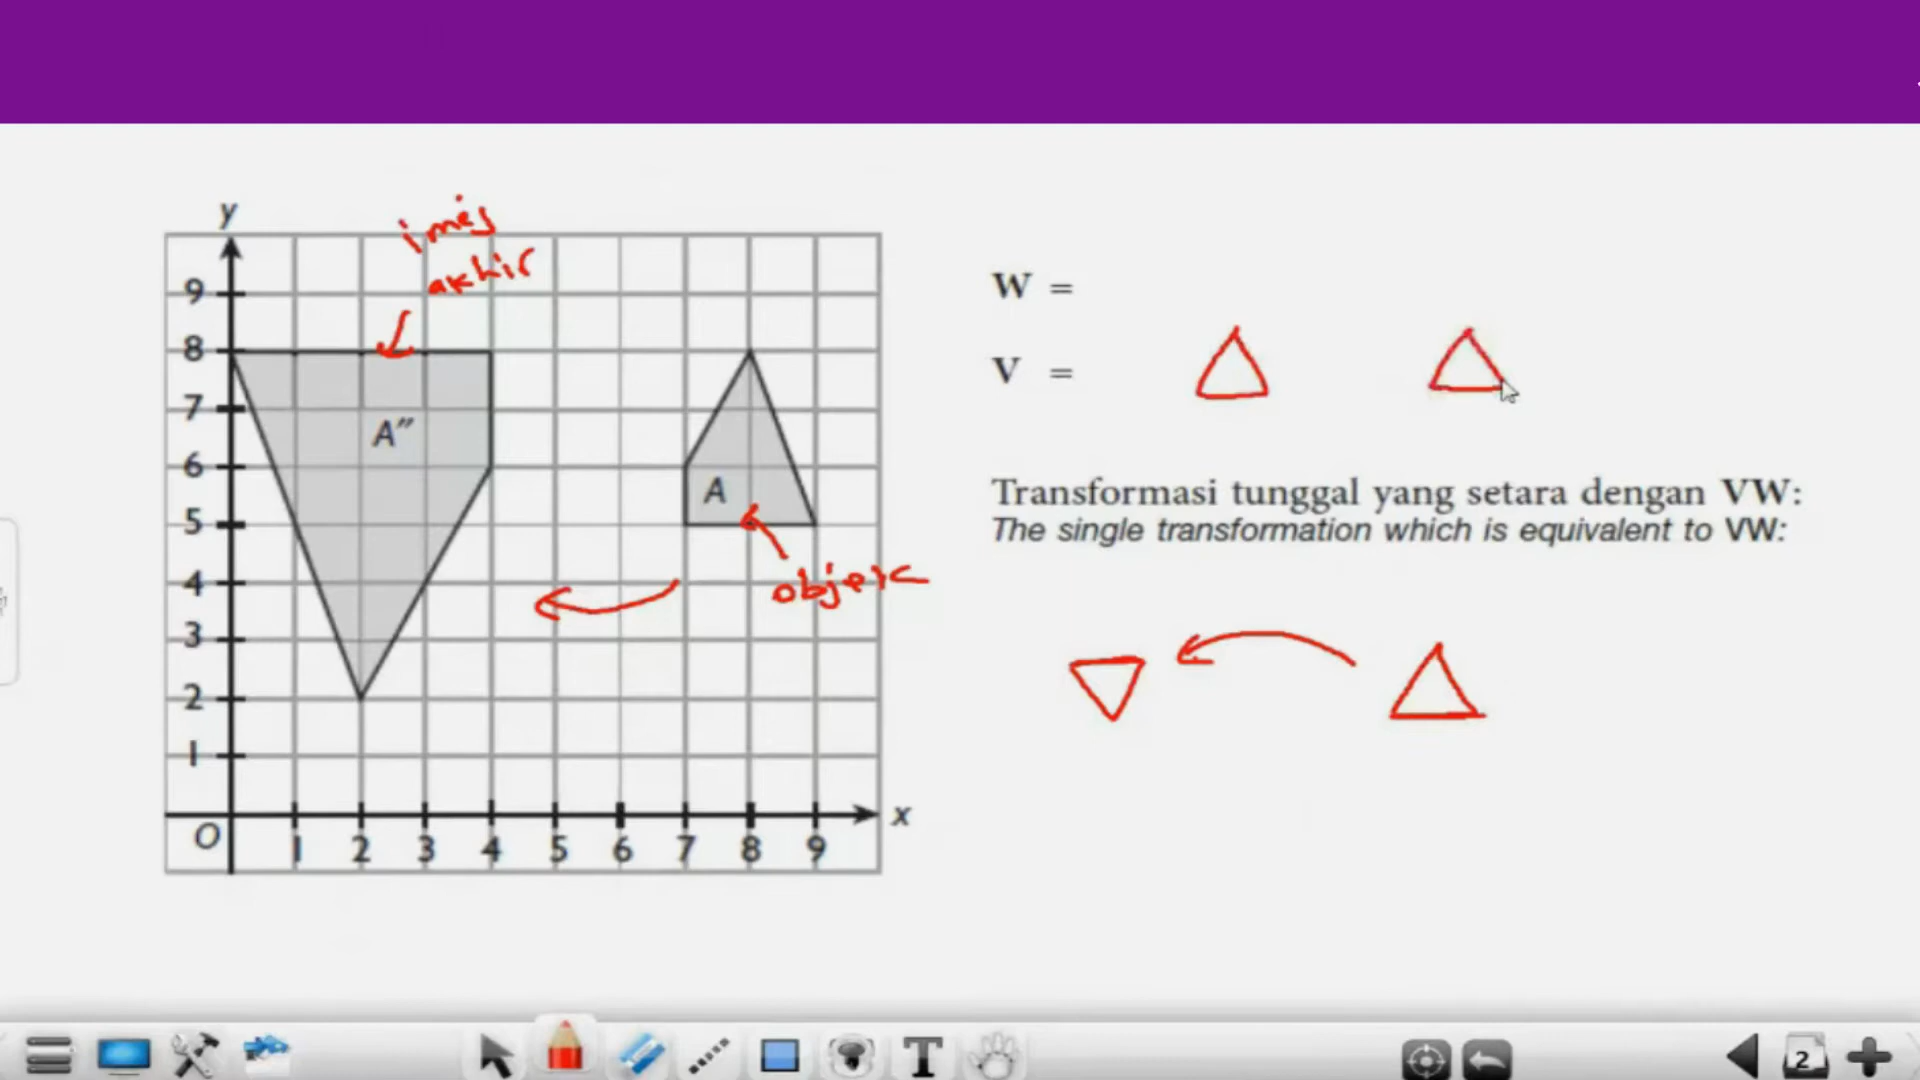 y
imej
akhir
9
8
7
A″
6
A
5
objek
4
3
2
1
O
1 2 3 4 5 6 7 8 9
x
W =
V =
Transformasi tunggal yang setara dengan VW:
The single transformation which is equivalent to VW:
T
2